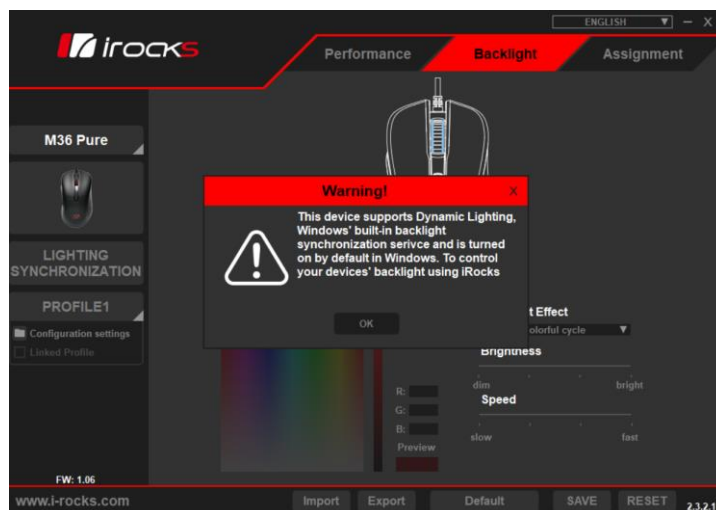 ENGLISH
irocks
Performance
Backlight
Assignment
M36 Pure
LIGHTING
SYNCHRONIZATION
PROFILE1
Configuration settings
Linked Profile
FW: 1.06
Warning!
X
This device supports Dynamic Lighting,
Windows' built-in backlight
synchronization serivce and is turned
on by default in Windows. To control
your devices' backlight using iRocks
OK
t Effect
olorful cycle
Brightness
dim bright
Speed
slow fast
R:
G:
B:
Preview
www.i-rocks.com
Import
Export
Default
SAVE
RESET
2.3.2.1